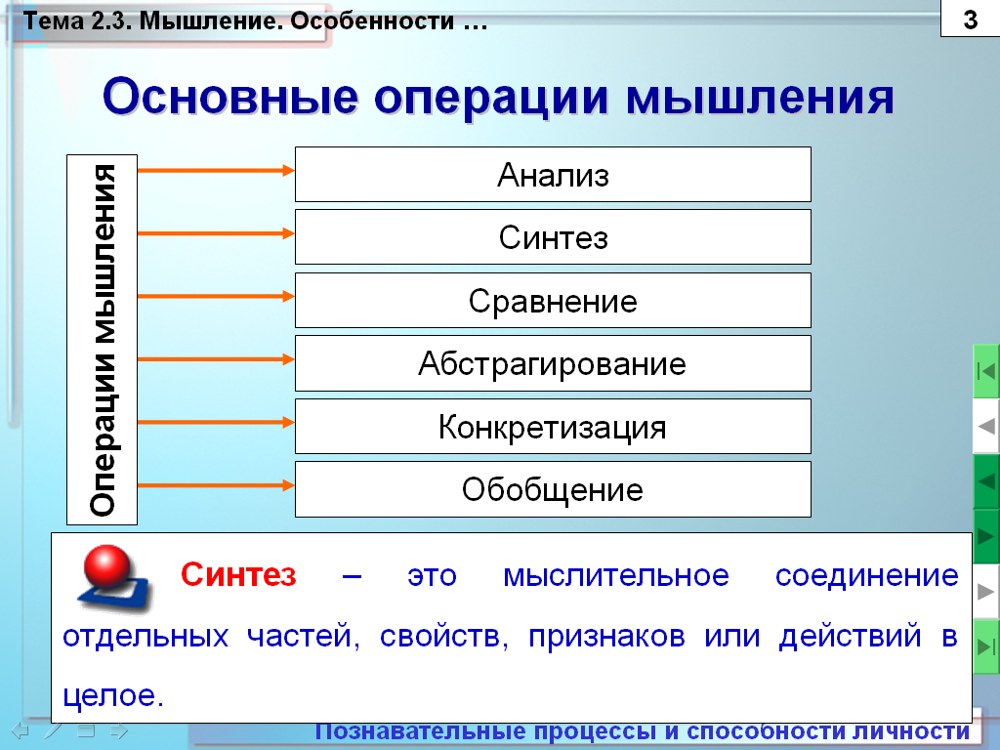 Тема 2.3. Мышление. Особенности …
3
Основные операции мышления
Операции мышления
Анализ
Синтез
Сравнение
Абстрагирование
Конкретизация
Обобщение
Синтез – это мыслительное соединение
отдельных частей, свойств, признаков или действий в
целое.
Познавательные процессы и способности личности